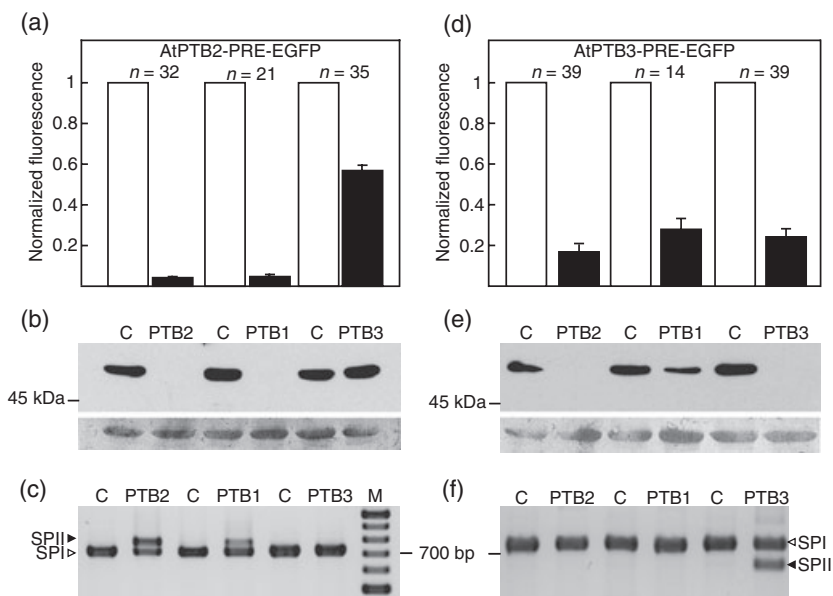 (a)
AtPTB2-PRE-EGFP
n = 32 n = 21 n = 35
Normalized fluorescence
1
0.8
0.6
0.4
0.2
(b)
C PTB2 C PTB1 C PTB3
45 kDa
(c)
C PTB2 C PTB1 C PTB3 M
SPII
SPI
700 bp
(d)
AtPTB3-PRE-EGFP
n = 39 n = 14 n = 39
Normalized fluorescence
1
0.8
0.6
0.4
0.2
(e)
C PTB2 C PTB1 C PTB3
45 kDa
(f)
C PTB2 C PTB1 C PTB3
SPI
SPII